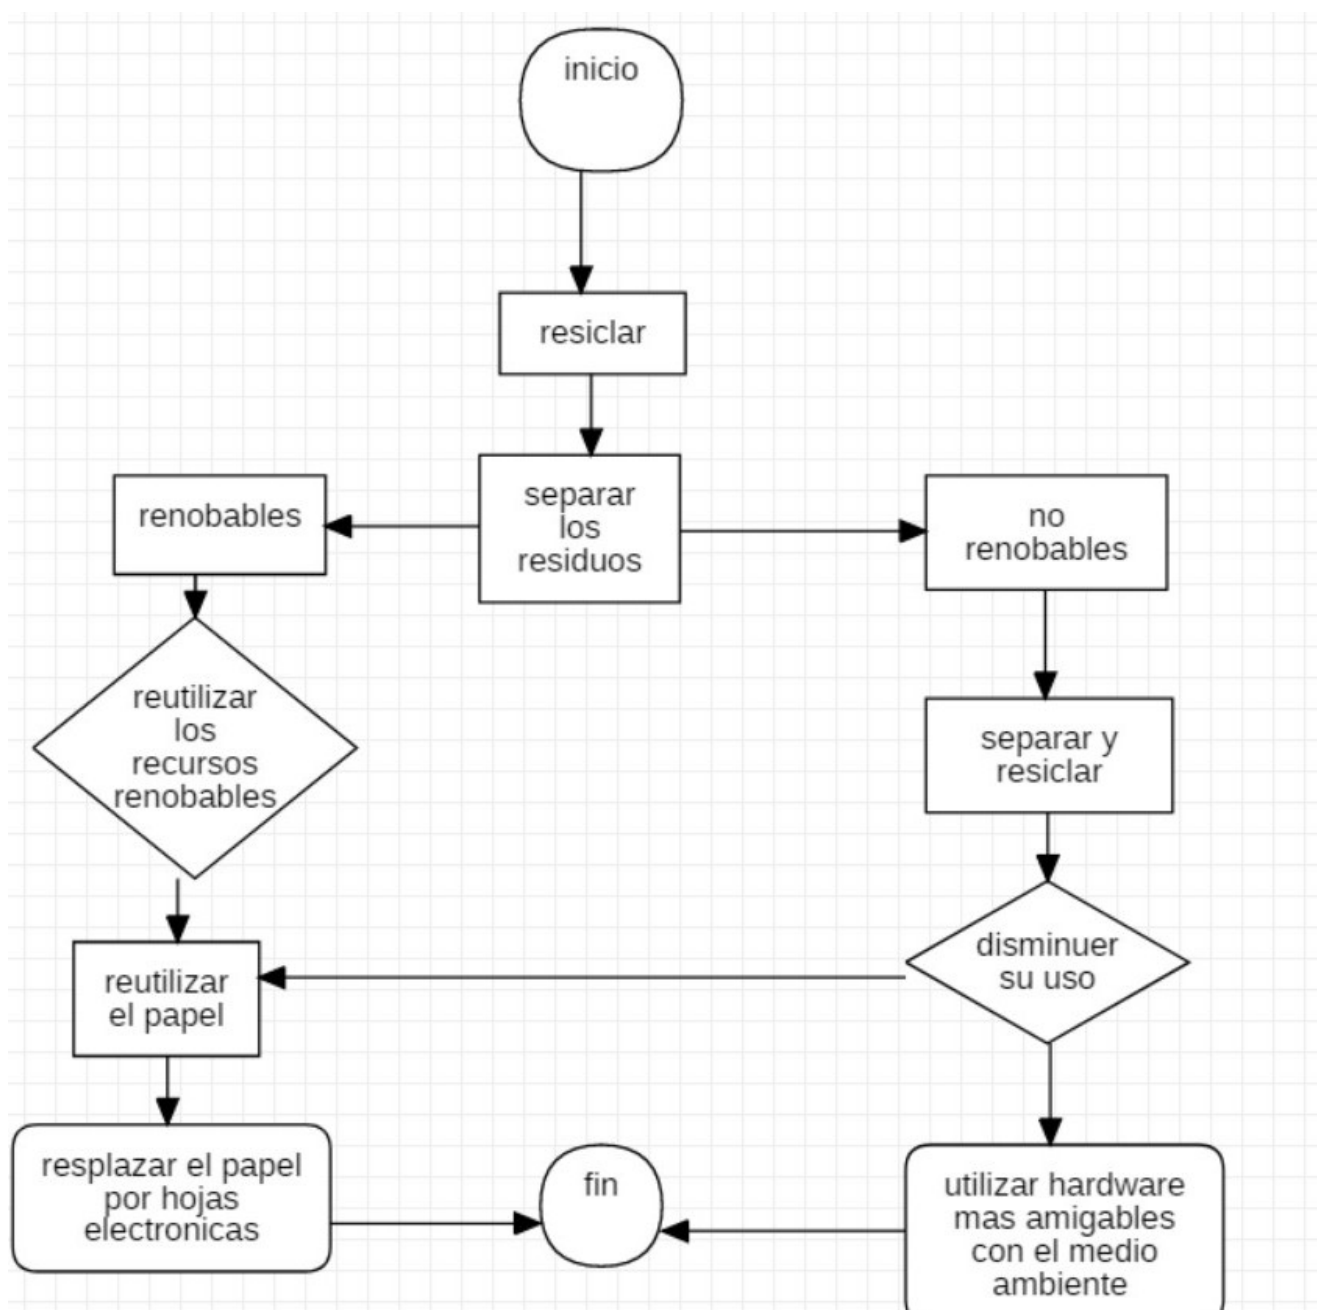 inicio
resiclar
separar
los
residuos
renobables
no
renobables
reutilizar
los
recursos
renobables
separar y
resiclar
disminuer
su uso
reutilizar
el papel
resplazar el papel
por hojas
electronicas
fin
utilizar hardware
mas amigables
con el medio
ambiente